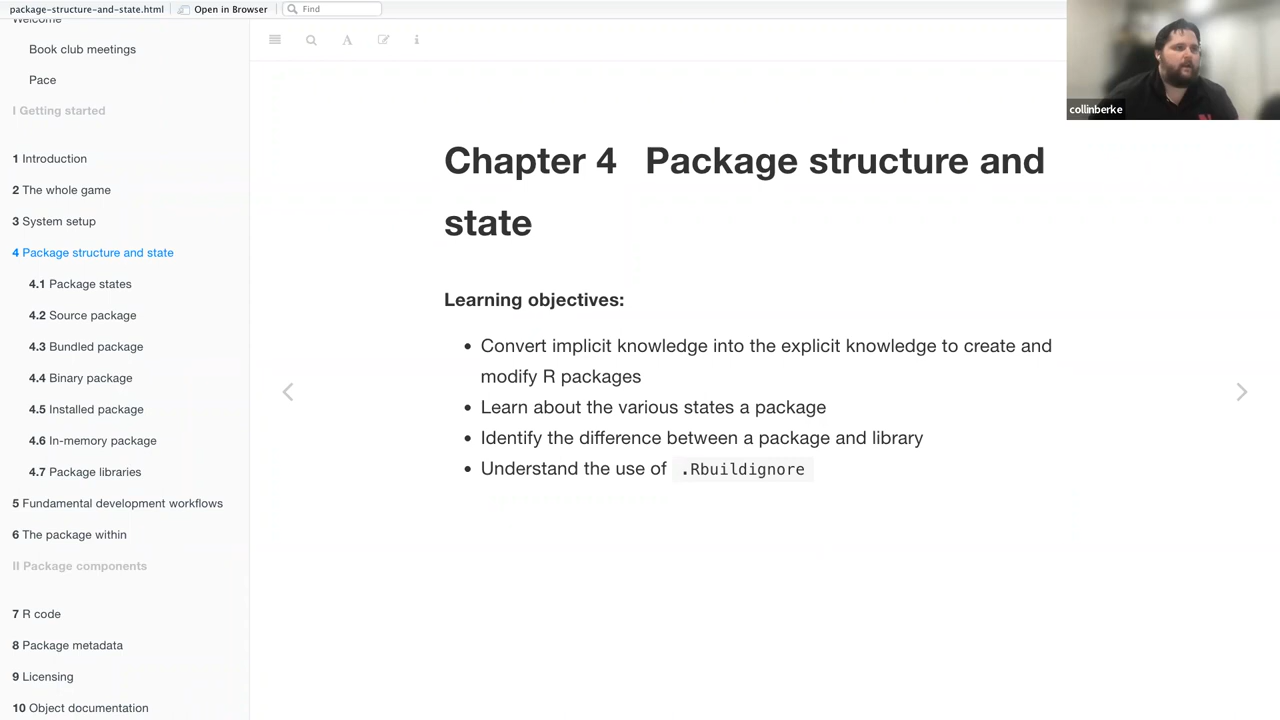 package-structure-and-state.html
Open in Browser
Find
Welcome
Book club meetings
Pace
I Getting started
1 Introduction
2 The whole game
3 System setup
4 Package structure and state
4.1 Package states
4.2 Source package
4.3 Bundled package
4.4 Binary package
4.5 Installed package
4.6 In-memory package
4.7 Package libraries
5 Fundamental development workflows
6 The package within
II Package components
7 R code
8 Package metadata
9 Licensing
10 Object documentation
Chapter 4 Package structure and
state
Learning objectives:
• Convert implicit knowledge into the explicit knowledge to create and
modify R packages
• Learn about the various states a package
• Identify the difference between a package and library
• Understand the use of .Rbuildignore
collinberke